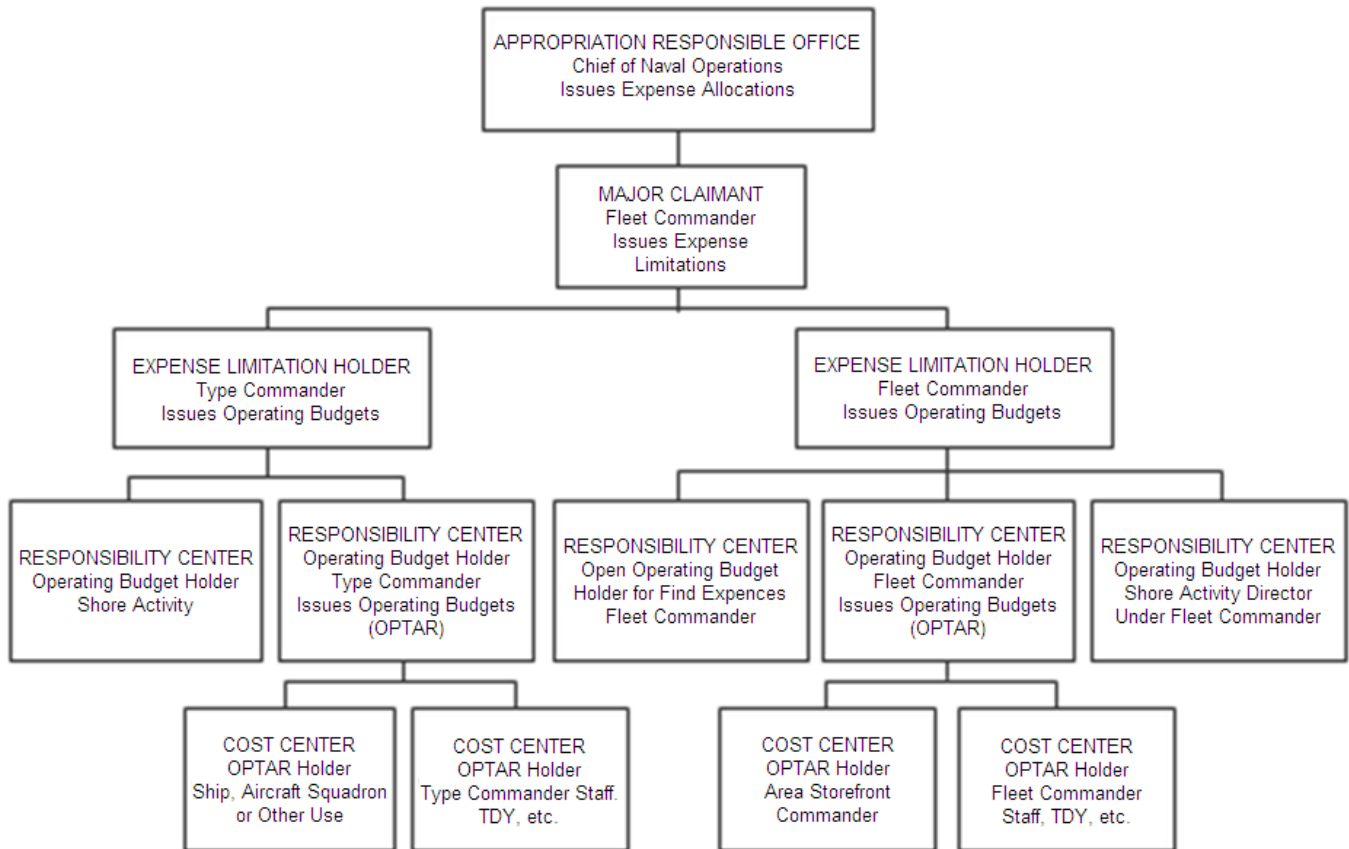 APPROPRIATION RESPONSIBLE OFFICE
Chief of Naval Operations
Issues Expense Allocations
MAJOR CLAIMANT
Fleet Commander
Issues Expense
Limitations
EXPENSE LIMITATION HOLDER
Type Commander
Issues Operating Budgets
EXPENSE LIMITATION HOLDER
Fleet Commander
Issues Operating Budgets
RESPONSIBILITY CENTER
Operating Budget Holder
Shore Activity
RESPONSIBILITY CENTER
Operating Budget Holder
Type Commander
Issues Operating Budgets
(OPTAR)
RESPONSIBILITY CENTER
Open Operating Budget
Holder for Find Expences
Fleet Commander
RESPONSIBILITY CENTER
Operating Budget Holder
Fleet Commander
Issues Operating Budgets
(OPTAR)
RESPONSIBILITY CENTER
Operating Budget Holder
Shore Activity Director
Under Fleet Commander
COST CENTER
OPTAR Holder
Ship, Aircraft Squadron
or Other Use
COST CENTER
OPTAR Holder
Type Commander Staff.
TDY, etc.
COST CENTER
OPTAR Holder
Area Storefront
Commander
COST CENTER
OPTAR Holder
Fleet Commander
Staff, TDY, etc.